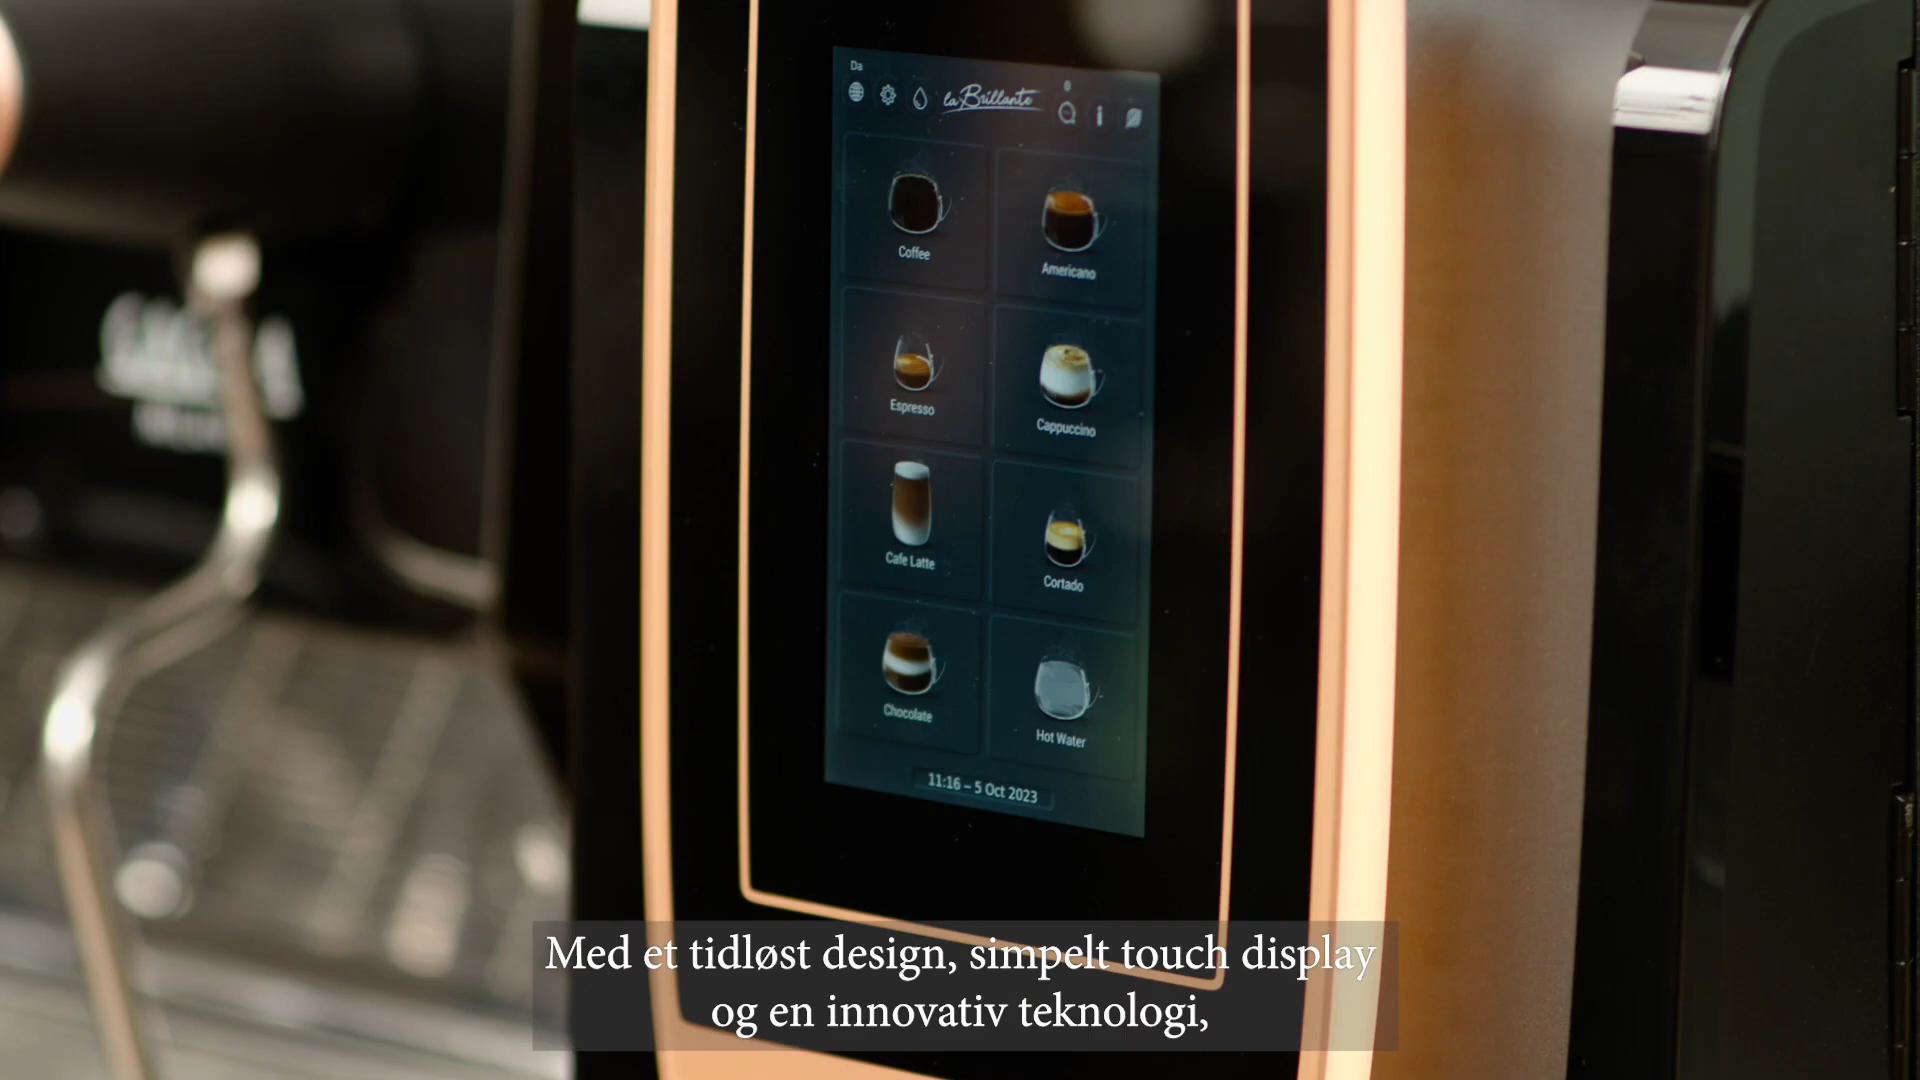 Da
la Brillante
0
Coffee
Americano
Espresso
Cappuccino
Cafe Latte
Cortado
Chocolate
Hot Water
11:16 – 5 Oct 2023
Med et tidløst design, simpelt touch display
og en innovativ teknologi,